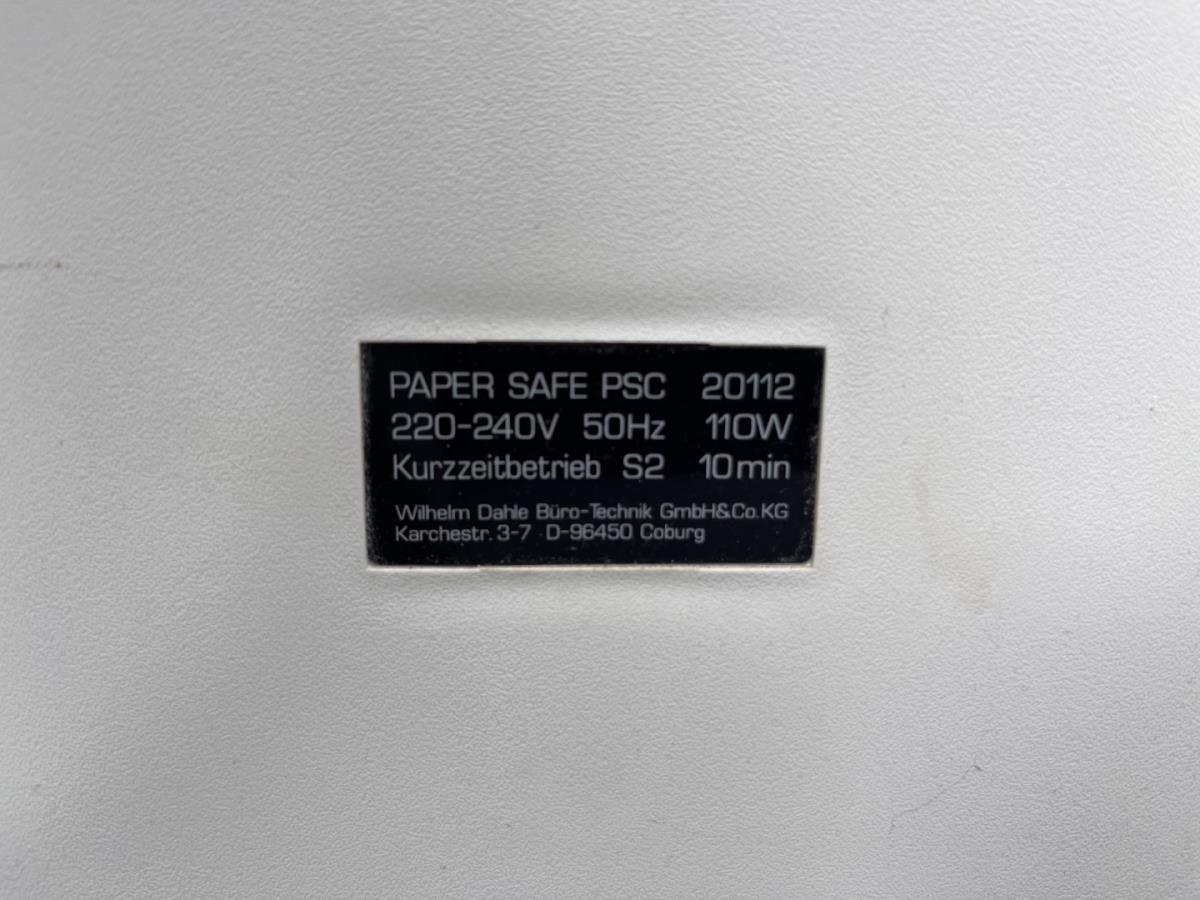 PAPER SAFE PSC 20112
220-240V 50Hz 110W
Kurzzeitbetrieb S2 10min
Wilhelm Dahle Büro-Technik GmbH&Co.KG
Karchestr. 3-7 D-96450 Coburg